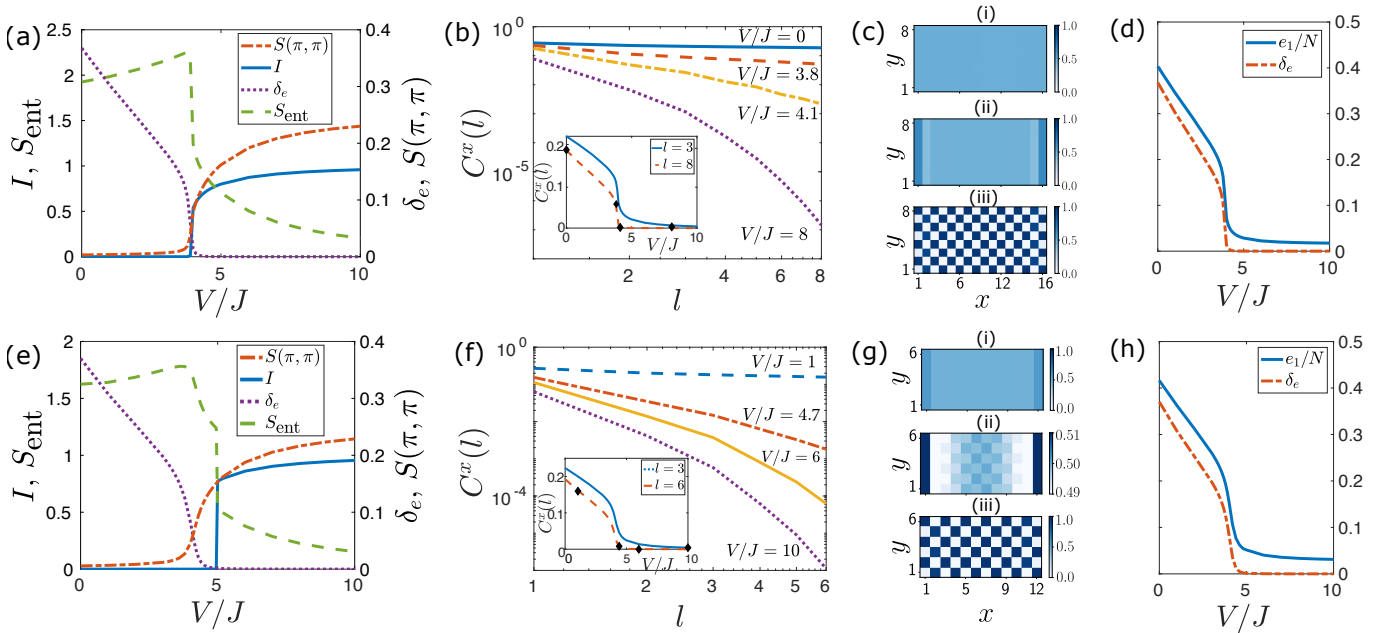 (a)
2.5
2
1.5
1
0.5
0
I, S_ent
S(π, π)
I
δ_e
S_ent
0.4
0.3
0.2
0.1
0
δ_e, S(π, π)
0
5
10
V/J
(b)
10^0
10^-5
C^x(l)
V/J = 0
V/J = 3.8
V/J = 4.1
V/J = 8
0.2
0.1
0
C^x(l)
l = 3
l = 8
0
5
10
V/J
2
4
6
8
l
(c)
(i)
8
y
1
1.0
0.5
0.0
(ii)
8
y
1
1.0
0.5
0.0
(iii)
8
y
1
1.0
0.5
0.0
1
6
11
16
x
(d)
e_1/N
δ_e
0.5
0.4
0.3
0.2
0.1
0
0
5
10
V/J
(e)
2
1.5
1
0.5
0
I, S_ent
S(π, π)
I
δ_e
S_ent
0.4
0.3
0.2
0.1
0
δ_e, S(π, π)
0
5
10
V/J
(f)
10^0
10^-4
C^x(l)
V/J = 1
V/J = 4.7
V/J = 6
V/J = 10
0.2
0.1
0
C^x(l)
l = 3
l = 6
0
5
10
V/J
1
2
3
4
5
6
l
(g)
(i)
6
y
1
1.0
0.5
0.0
(ii)
6
y
1
0.51
0.50
0.49
(iii)
6
y
1
1.0
0.5
0.0
1
5
9
12
x
(h)
e_1/N
δ_e
0.5
0.4
0.3
0.2
0.1
0
0
5
10
V/J